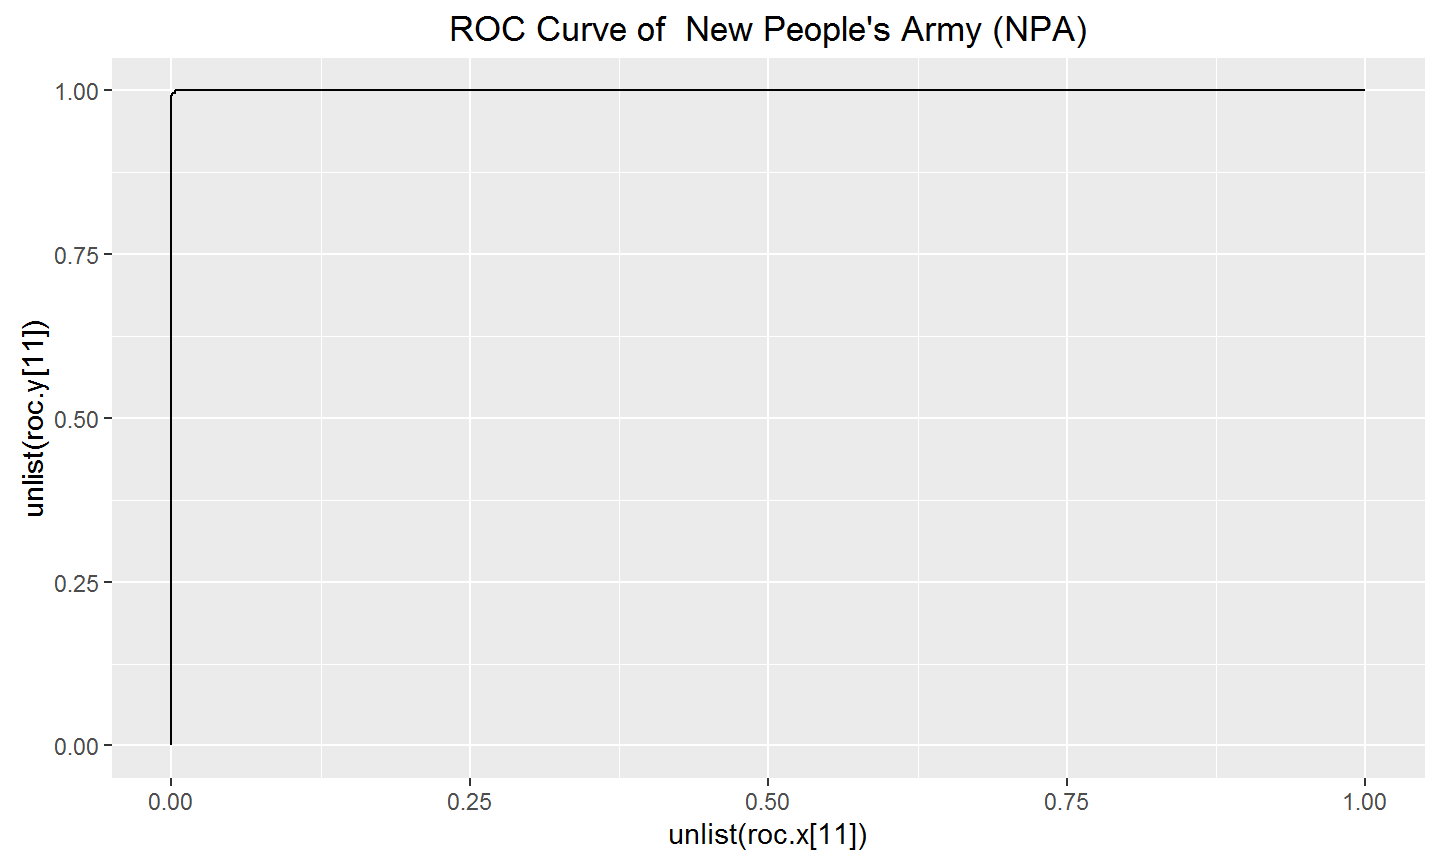 ROC Curve of  New People's Army (NPA)
1.00
0.75
0.50
0.25
0.00
unlist(roc.y[11])
0.00 0.25 0.50 0.75 1.00
unlist(roc.x[11])